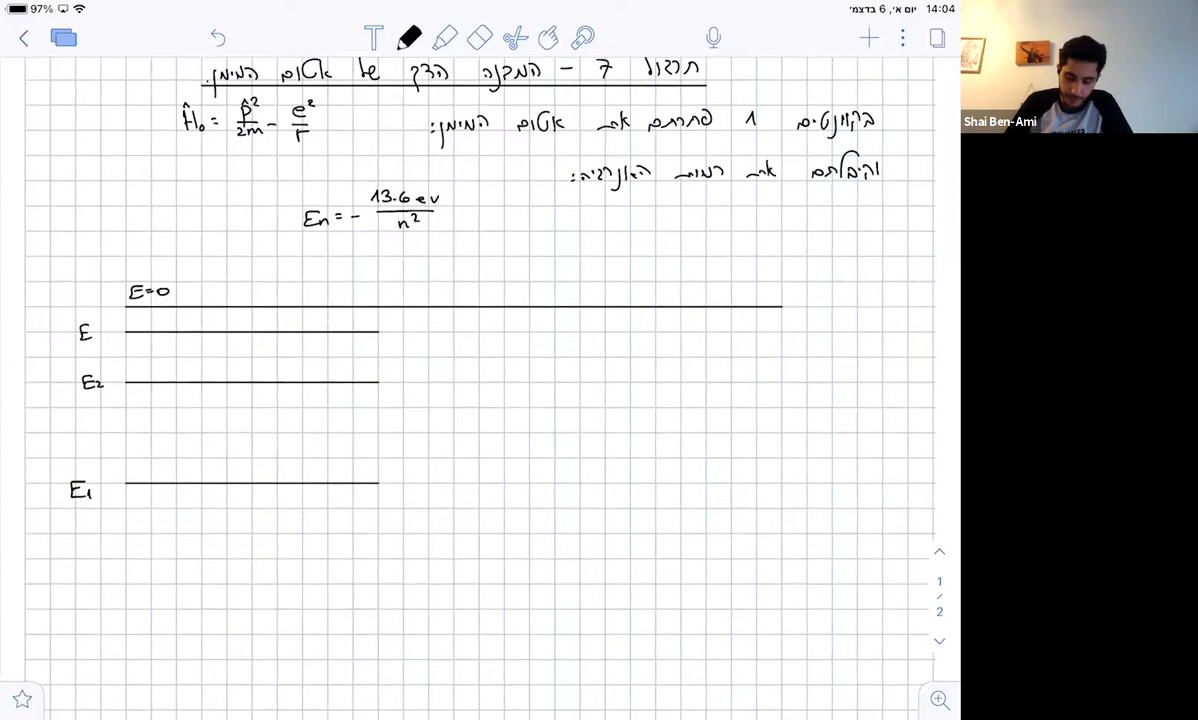 97%
14:04 יום א׳, 6 בדצמ׳
תרגול 7 – המבנה הדק של אטום המימן.
בקוונטים 1 פתרתם את אטום המימן: Ĥ₀ = p̂²/2m − e²/r
וקיבלתם את רמות האנרגיה:
En = − 13.6 ev / n²
E=0
E
E₂
E₁
1
/
2
Shai Ben-Ami